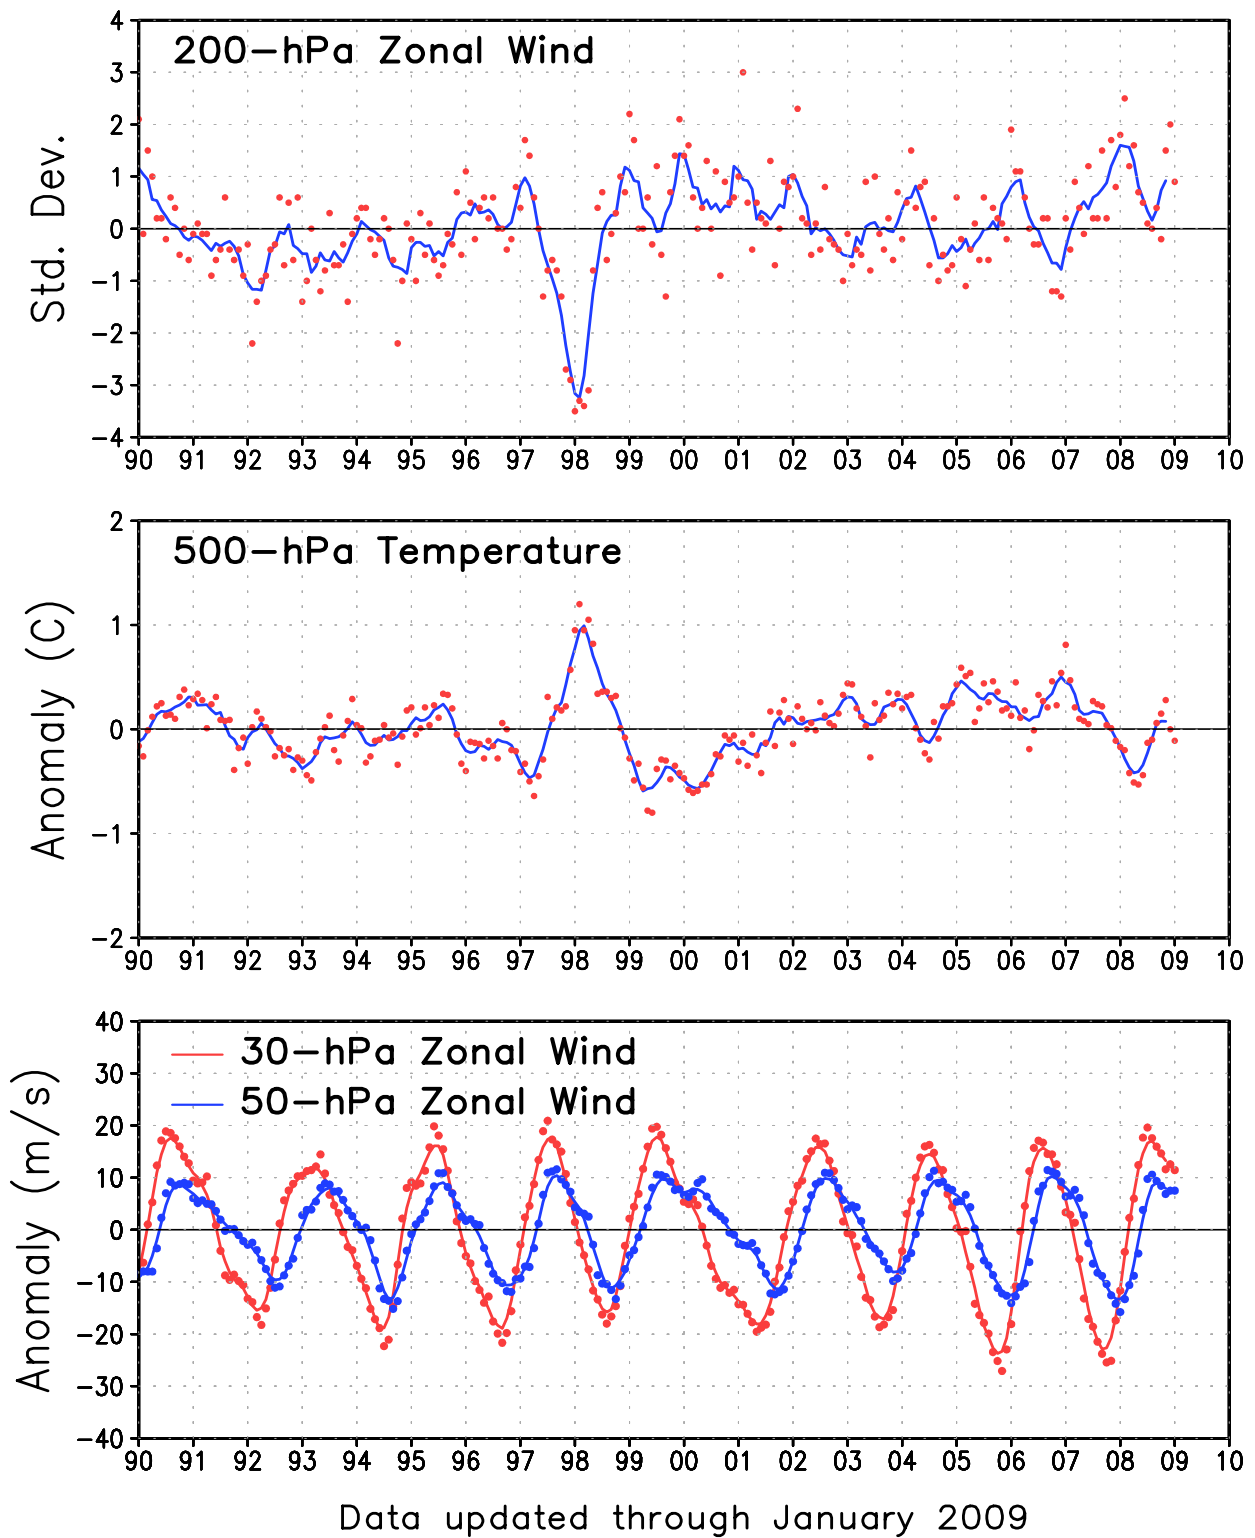 4
200-hPa Zonal Wind
3
2
1
0
-1
-2
-3
-4
Std. Dev.
90 91 92 93 94 95 96 97 98 99 00 01 02 03 04 05 06 07 08 09 10
2
500-hPa Temperature
1
0
-1
-2
Anomaly (C)
90 91 92 93 94 95 96 97 98 99 00 01 02 03 04 05 06 07 08 09 10
40
30-hPa Zonal Wind
30
50-hPa Zonal Wind
20
10
0
-10
-20
-30
-40
Anomaly (m/s)
90 91 92 93 94 95 96 97 98 99 00 01 02 03 04 05 06 07 08 09 10
Data updated through January 2009